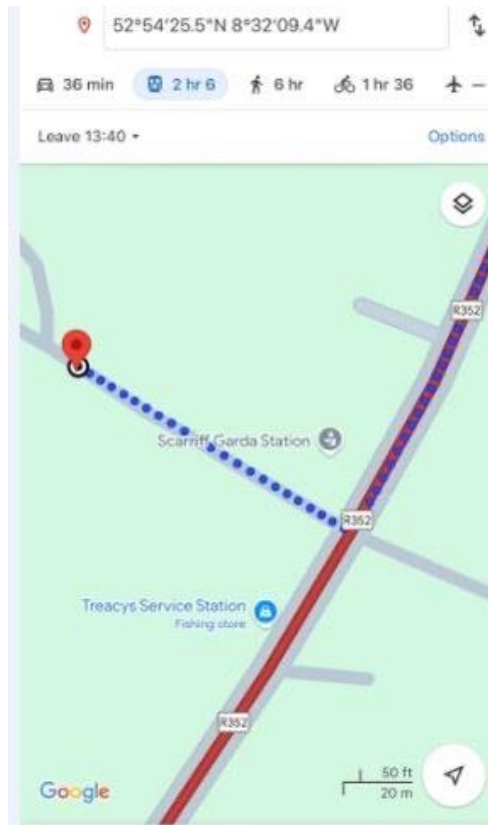 52°54'25.5"N 8°32'09.4"W
36 min 2 hr 6 6 hr 1 hr 36 —
Leave 13:40 Options
R352
Scarriff Garda Station
R352
Treacys Service Station
Fishing store
R352
50 ft
20 m
Google